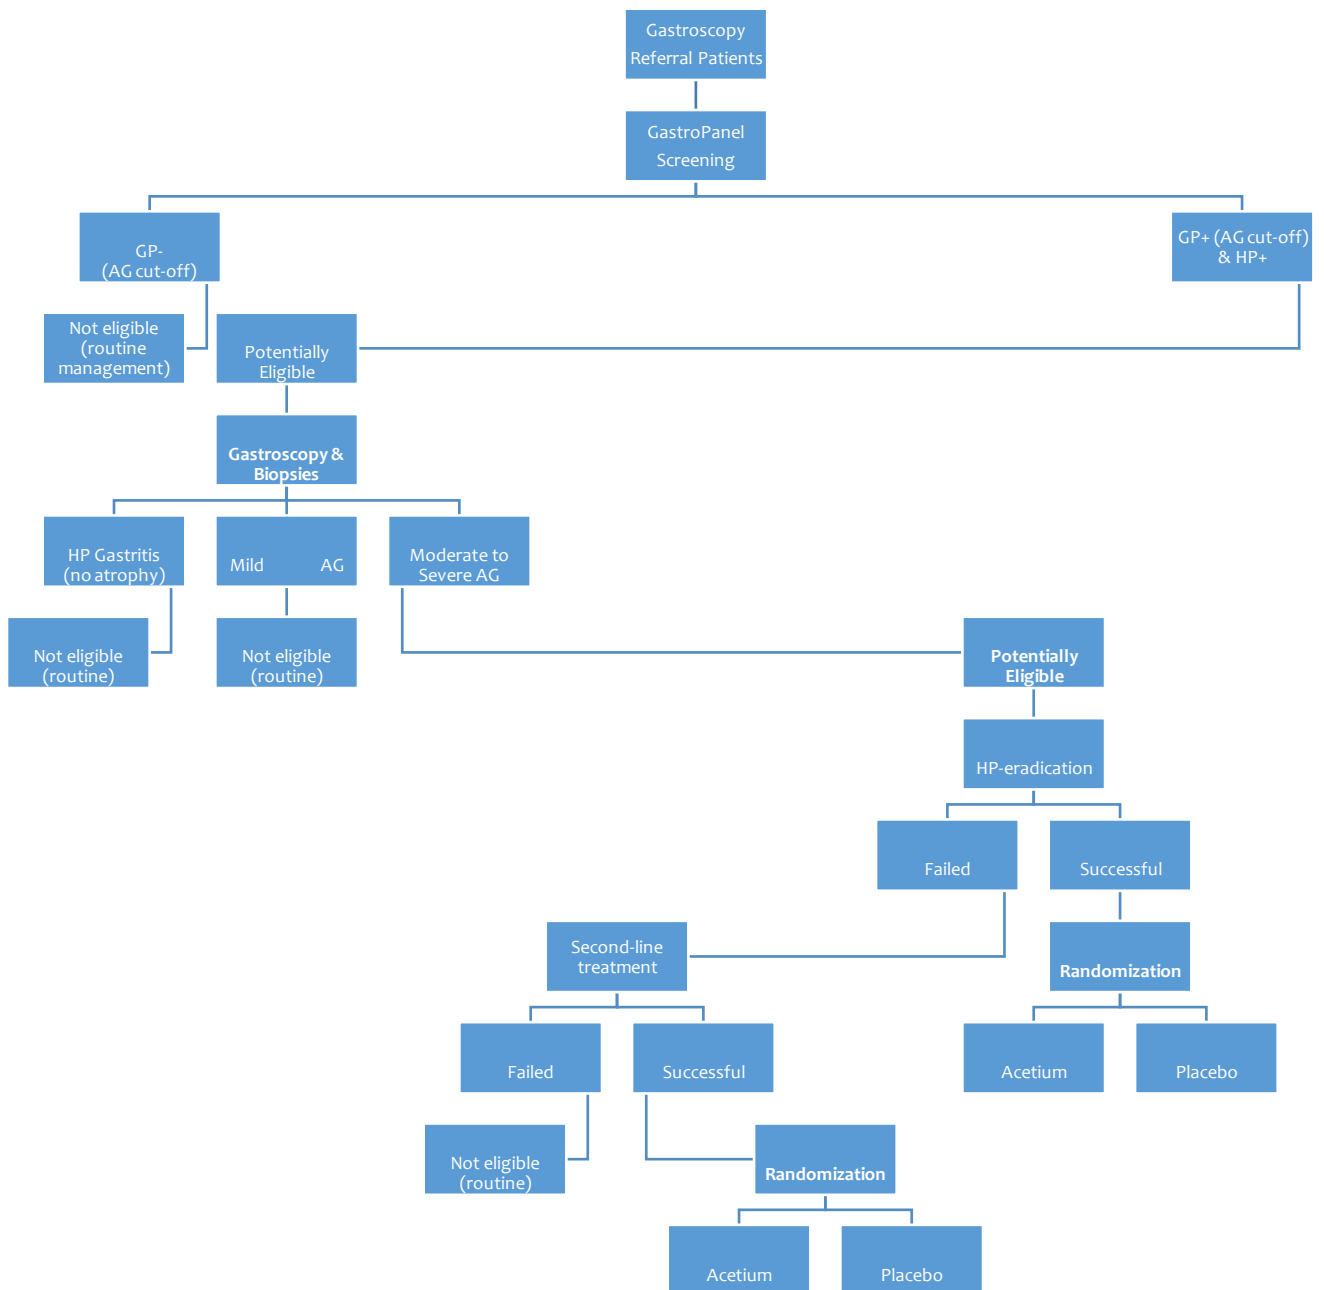 Gastroscopy
Referral Patients
GastroPanel
Screening
GP-
(AG cut-off)
GP+ (AG cut-off)
& HP+
Not eligible
(routine
management)
Potentially
Eligible
Gastroscopy &
Biopsies
HP Gastritis
(no atrophy)
Mild AG
Moderate to
Severe AG
Not eligible
(routine)
Not eligible
(routine)
Potentially
Eligible
HP-eradication
Failed
Successful
Second-line
treatment
Randomization
Failed
Successful
Acetium
Placebo
Not eligible
(routine)
Randomization
Acetium
Placebo